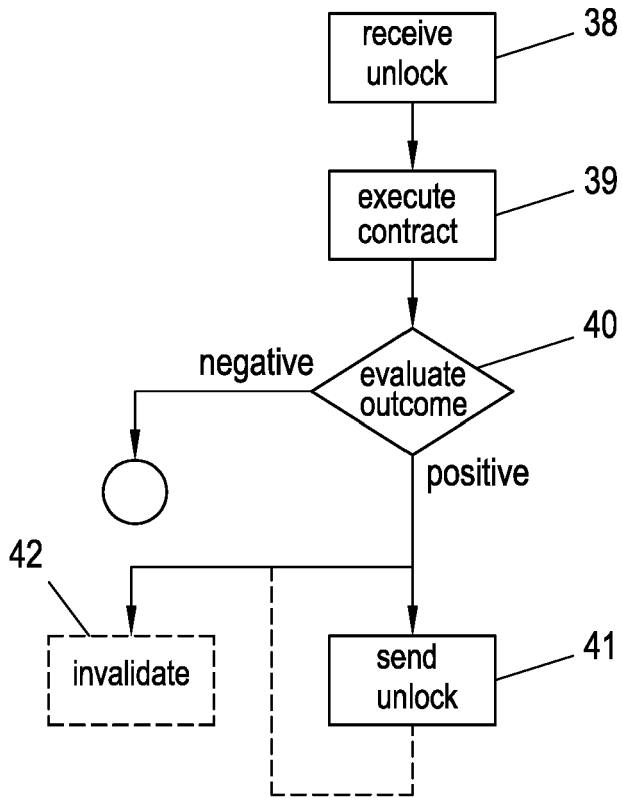 receive
unlock
38
execute
contract
39
40
negative
evaluate
outcome
positive
42
invalidate
send
unlock
41